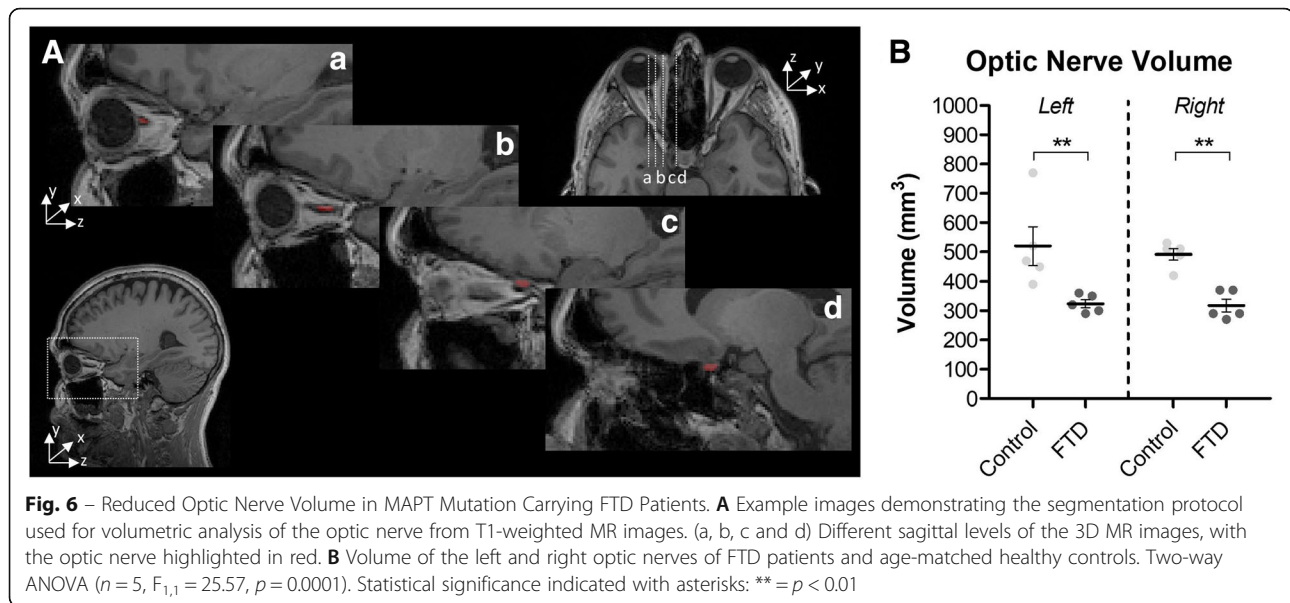 A
a
b
c
d
y
x
z
y
x
z
z
y
x
a b c d
B
Optic Nerve Volume
Left
Right
**
**
Volume (mm³)
1000
900
800
700
600
500
400
300
200
100
0
Control
FTD
Control
FTD
Fig. 6 – Reduced Optic Nerve Volume in MAPT Mutation Carrying FTD Patients. A Example images demonstrating the segmentation protocol
used for volumetric analysis of the optic nerve from T1-weighted MR images. (a, b, c and d) Different sagittal levels of the 3D MR images, with
the optic nerve highlighted in red. B Volume of the left and right optic nerves of FTD patients and age-matched healthy controls. Two-way
ANOVA (n = 5, F1,1 = 25.57, p = 0.0001). Statistical significance indicated with asterisks: ** = p < 0.01